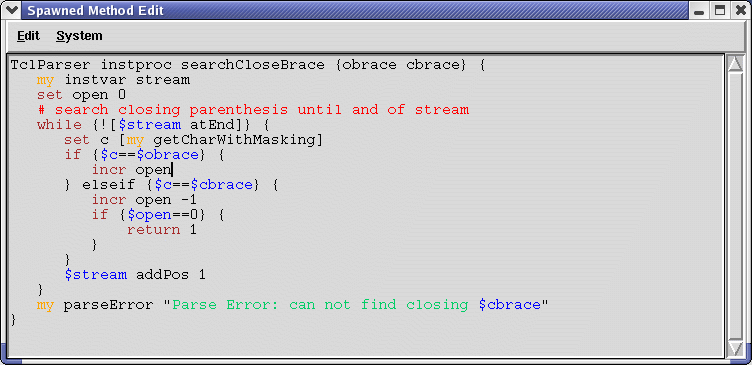 Spawned Method Edit
Edit System
TclParser instproc searchCloseBrace {obrace cbrace} {
my instvar stream
set open 0
# search closing parenthesis until and of stream
while {![$stream atEnd]} {
set c [my getCharWithMasking]
if {$c==$obrace} {
incr open
} elseif {$c==$cbrace} {
incr open -1
if {$open==0} {
return 1
}
}
$stream addPos 1
}
my parseError "Parse Error: can not find closing $cbrace"
}